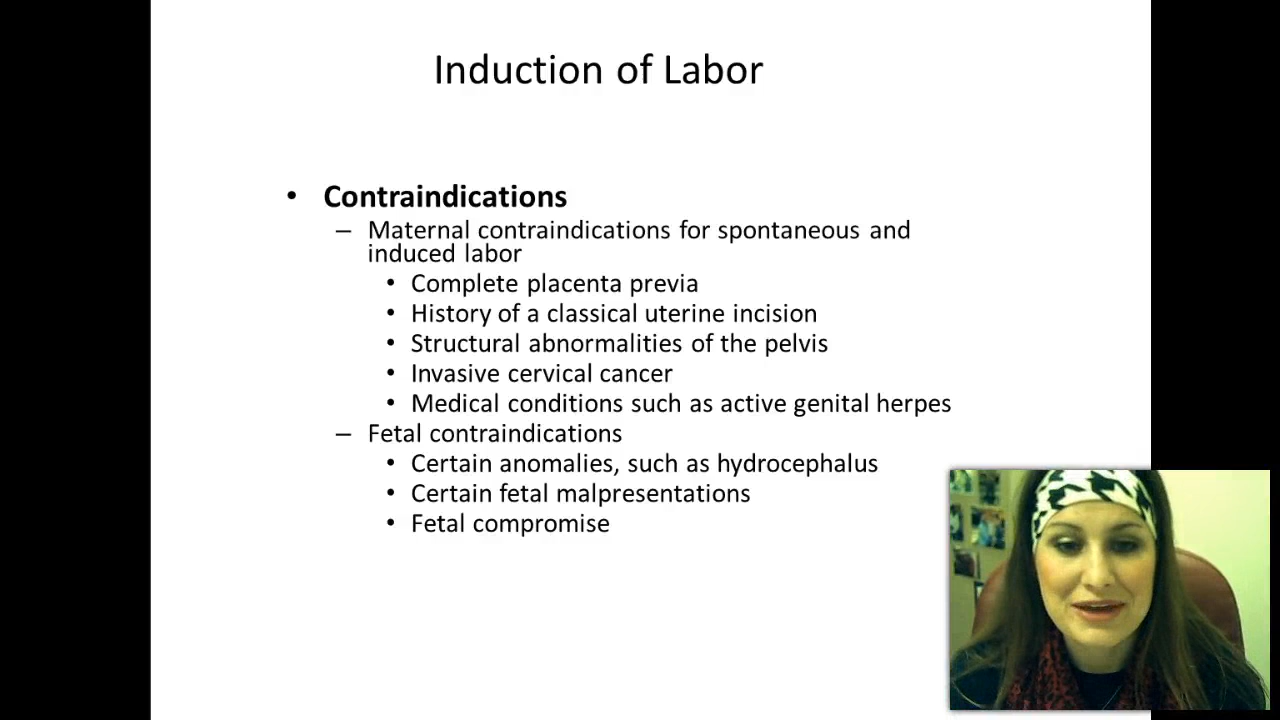 Induction of Labor
• Contraindications
– Maternal contraindications for spontaneous and
induced labor
• Complete placenta previa
• History of a classical uterine incision
• Structural abnormalities of the pelvis
• Invasive cervical cancer
• Medical conditions such as active genital herpes
– Fetal contraindications
• Certain anomalies, such as hydrocephalus
• Certain fetal malpresentations
• Fetal compromise